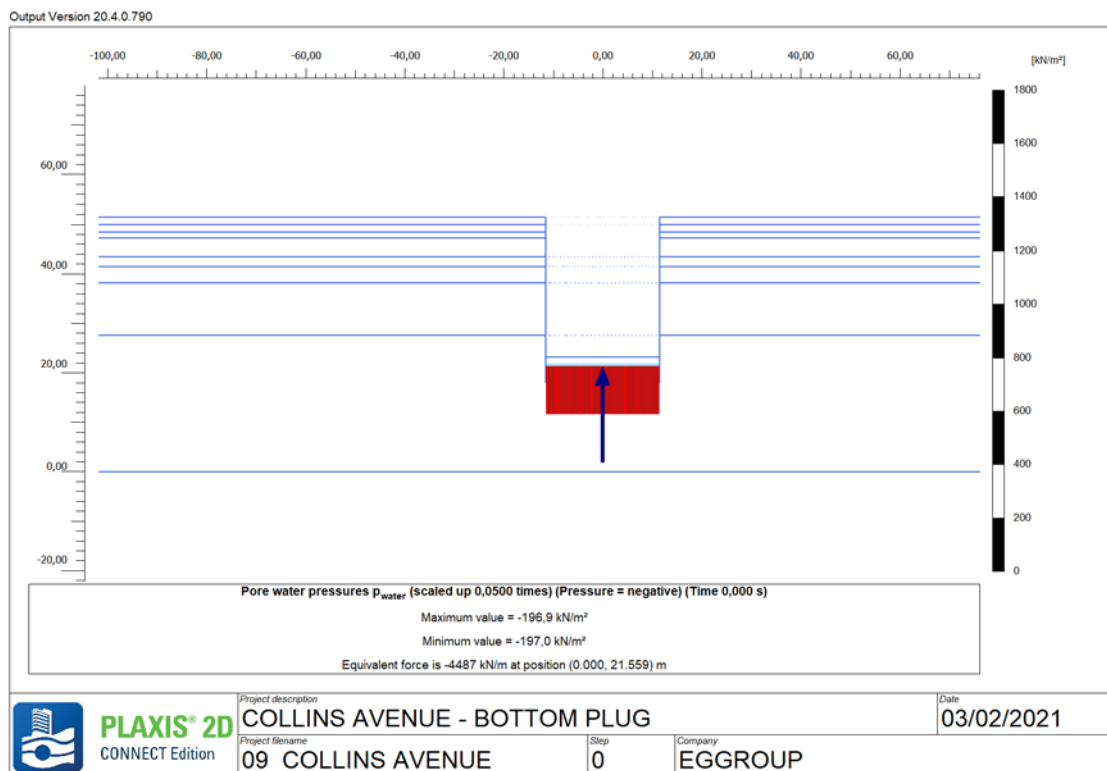 Output Version 20.4.0.790
-100,00 -80,00 -60,00 -40,00 -20,00 0,00 20,00 40,00 60,00
[kN/m²]
60,00
40,00
20,00
0,00
-20,00
1800
1600
1400
1200
1000
800
600
400
200
0
Pore water pressures pwater (scaled up 0,0500 times) (Pressure = negative) (Time 0,000 s)
Maximum value = -196,9 kN/m²
Minimum value = -197,0 kN/m²
Equivalent force is -4487 kN/m at position (0.000, 21.559) m
PLAXIS® 2D
CONNECT Edition
Project description
COLLINS AVENUE - BOTTOM PLUG
Date
03/02/2021
Project filename
09 COLLINS AVENUE
Step
0
Company
EGGROUP